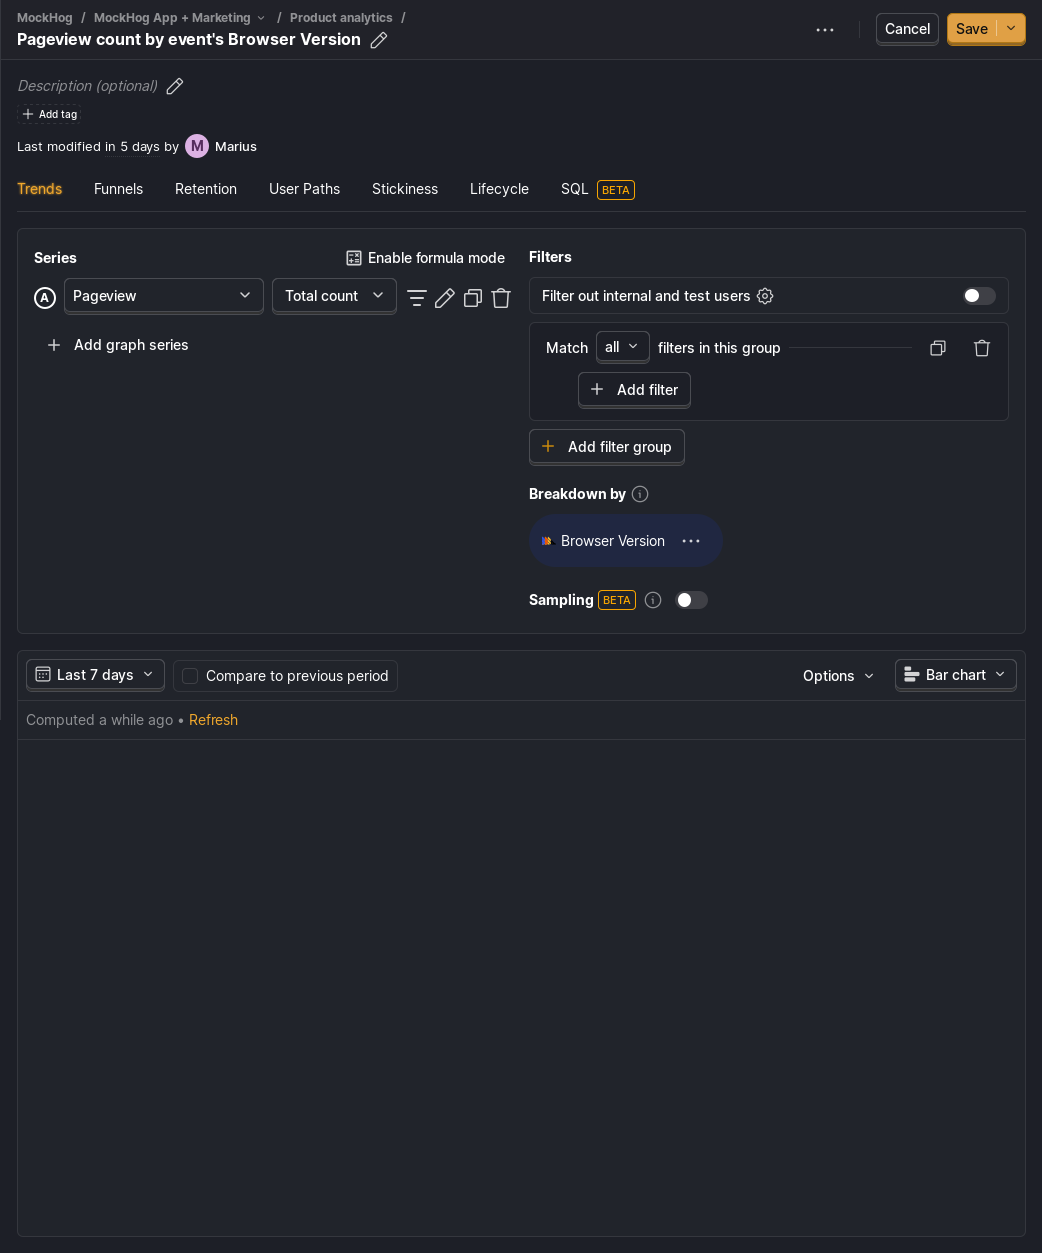 MockHog / MockHog App + Marketing / Product analytics /
Pageview count by event's Browser Version
Cancel
Save
Description (optional)
Add tag
Last modified in 5 days by M Marius
Trends Funnels Retention User Paths Stickiness Lifecycle SQL BETA
Series
Enable formula mode
A Pageview Total count
Add graph series
Filters
Filter out internal and test users
Match all filters in this group
Add filter
Add filter group
Breakdown by
Browser Version
Sampling BETA
Last 7 days Compare to previous period Options Bar chart
Computed a while ago • Refresh